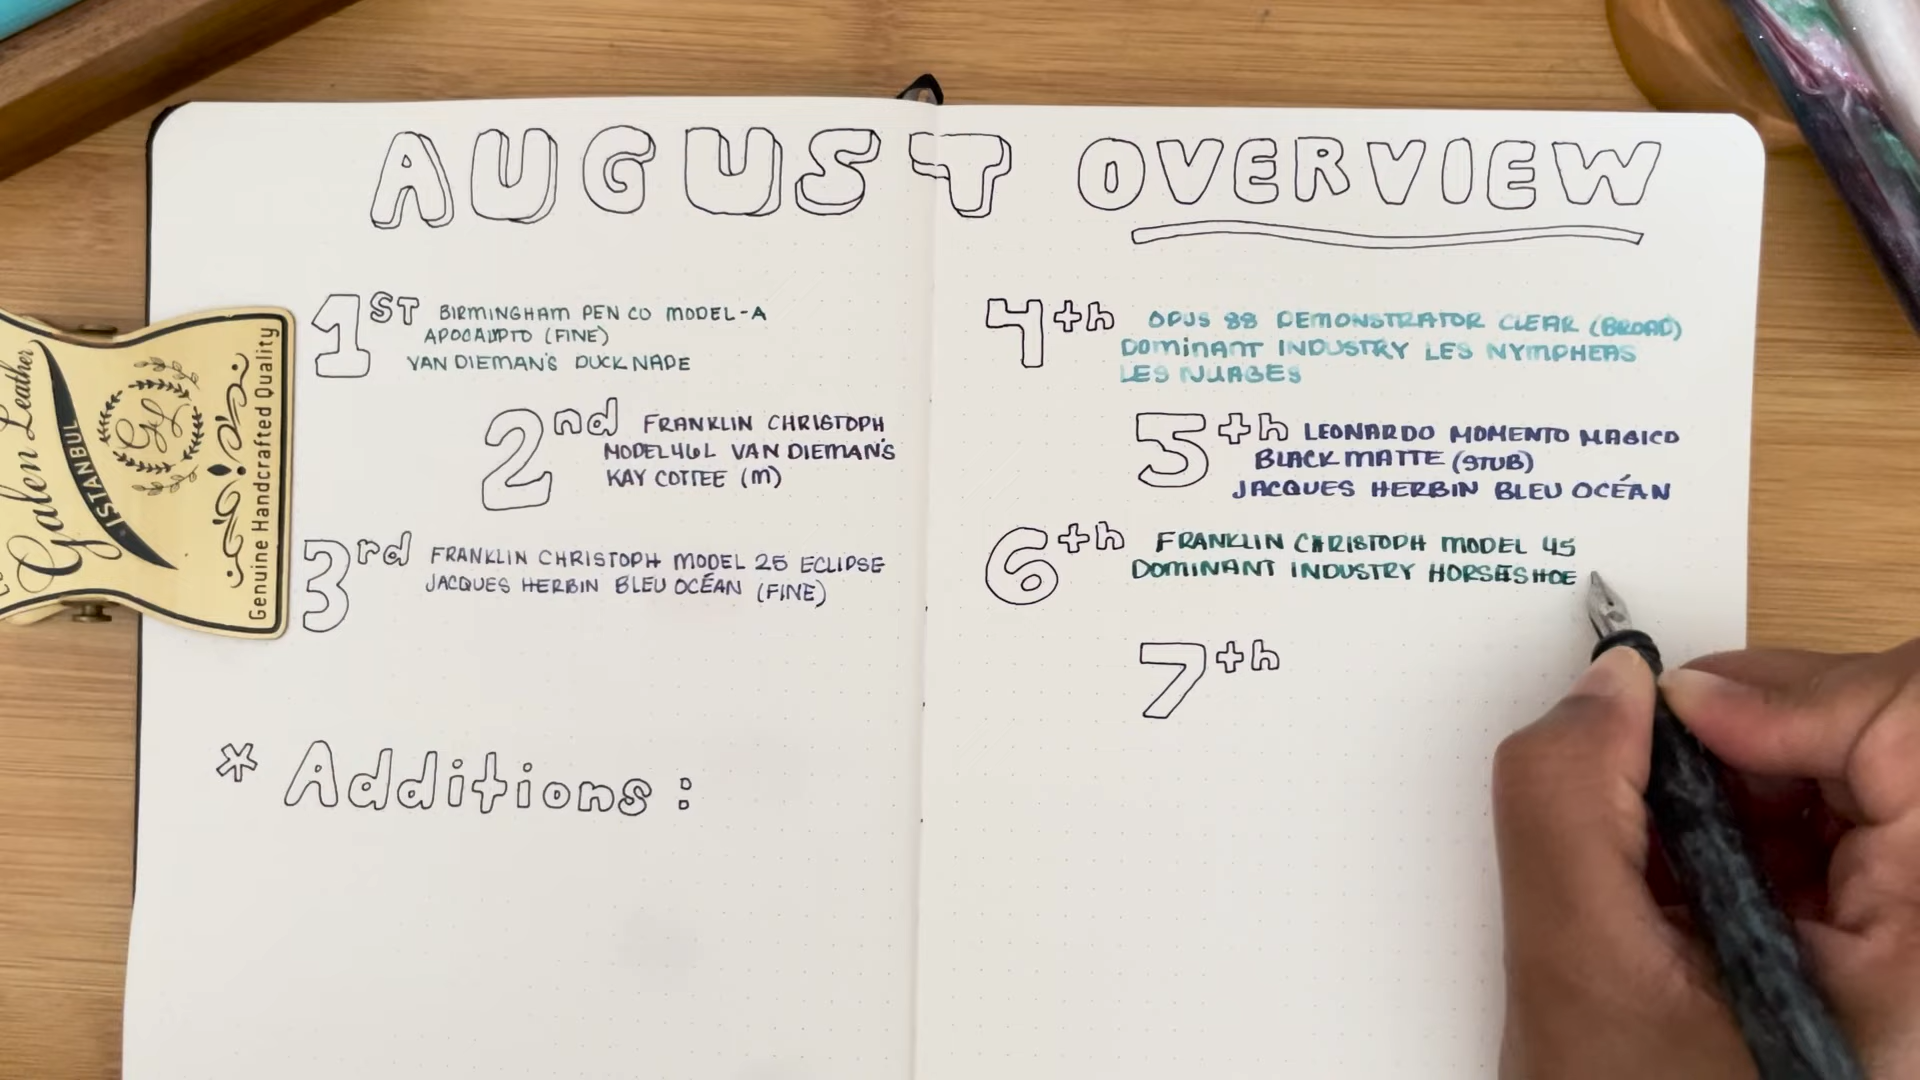 AUGUST OVERVIEW
1ST BIRMINGHAM PEN CO MODEL-A
APOCALYPTO (FINE)
VAN DIEMAN'S DUCK NADE
2nd FRANKLIN CHRISTOPH
MODEL46L VAN DIEMAN'S
KAY COTTEE (M)
3rd FRANKLIN CHRISTOPH MODEL 25 ECLIPSE
JACQUES HERBIN BLEU OCÉAN (FINE)
* Additions:
4th OPUS 88 DEMONSTRATOR CLEAR (BROAD)
DOMINANT INDUSTRY LES NYMPHEAS
LES NUAGES
5th LEONARDO MOMENTO MAGICO
BLACK MATTE (STUB)
JACQUES HERBIN BLEU OCÉAN
6th FRANKLIN CHRISTOPH MODEL 45
DOMINANT INDUSTRY HORSESHOE
7th
Galen Leather
ISTANBUL
GL
Genuine Handcrafted Quality